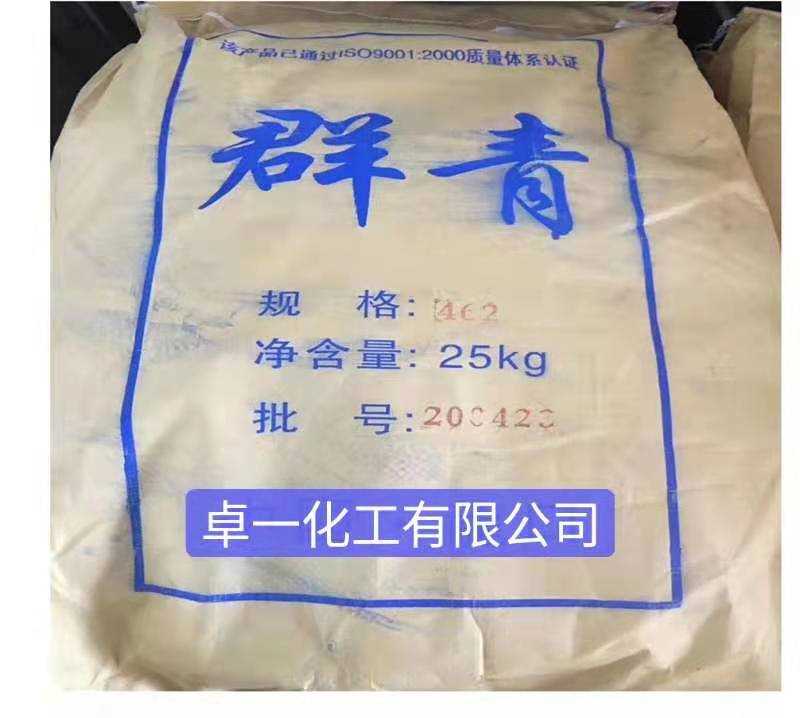 该产品已通过ISO9001:2000质量体系认证
群青
规 格: 462
净含量: 25kg
批 号:
卓一化工有限公司